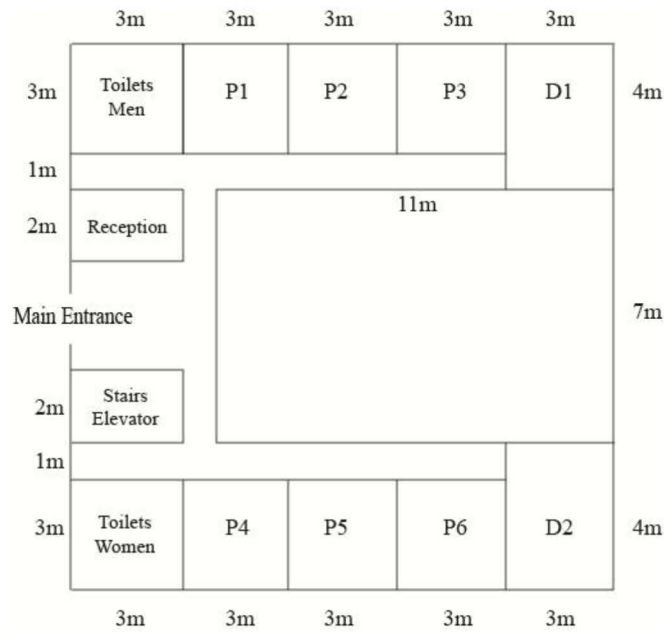 3m 3m 3m 3m 3m
3m Toilets Men P1 P2 P3 D1 4m
1m
2m Reception 11m
Main Entrance 7m
2m Stairs Elevator
1m
3m Toilets Women P4 P5 P6 D2 4m
3m 3m 3m 3m 3m